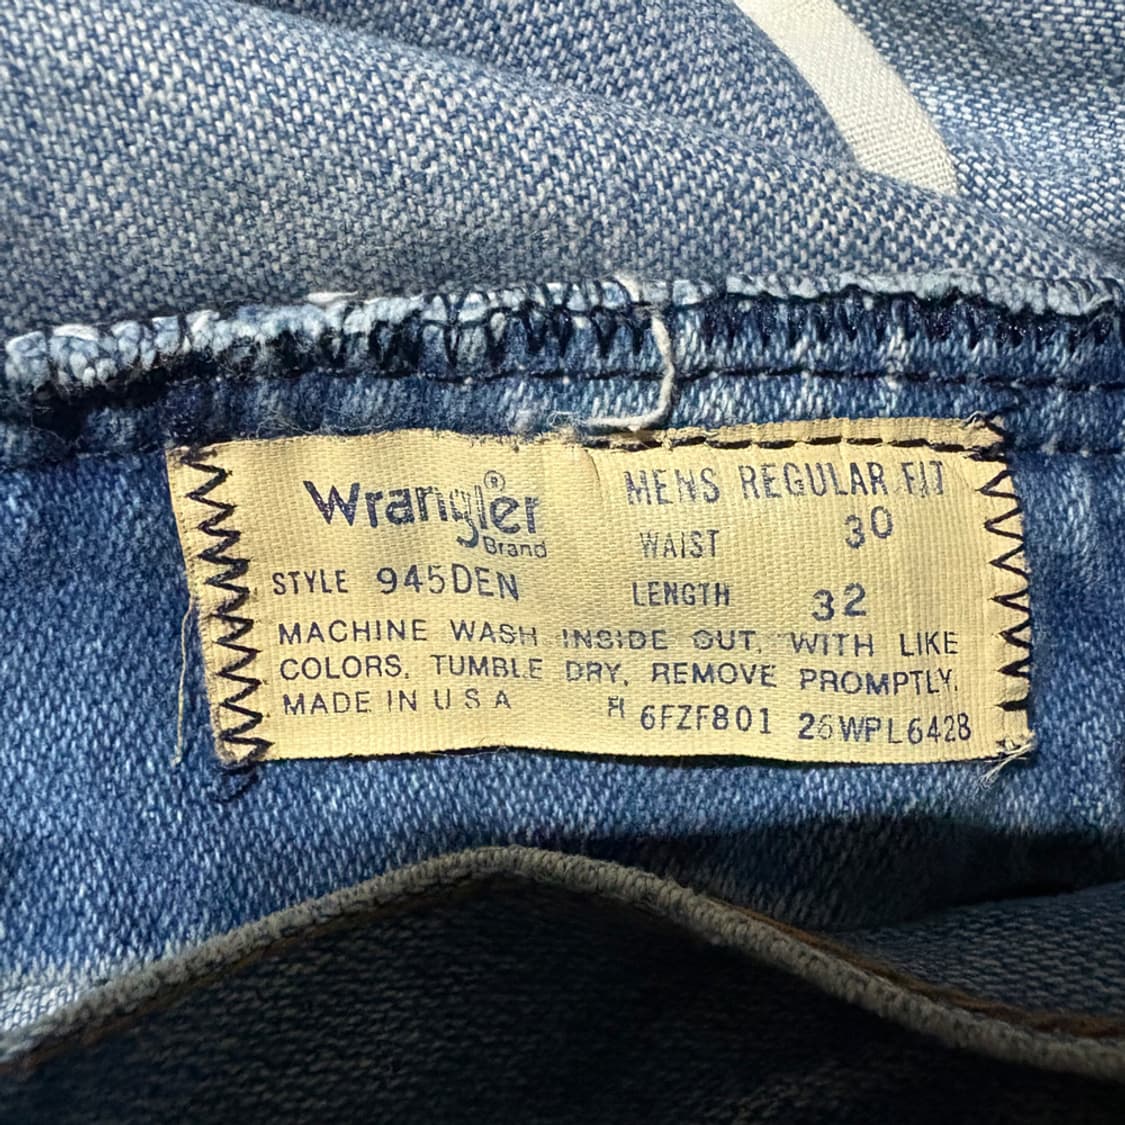 Wrangler®
Brand
STYLE 945DEN
MENS REGULAR FIT
WAIST 30
LENGTH 32
MACHINE WASH INSIDE OUT, WITH LIKE
COLORS, TUMBLE DRY, REMOVE PROMPTLY.
MADE IN U S A
6FZF801 26WPL6428